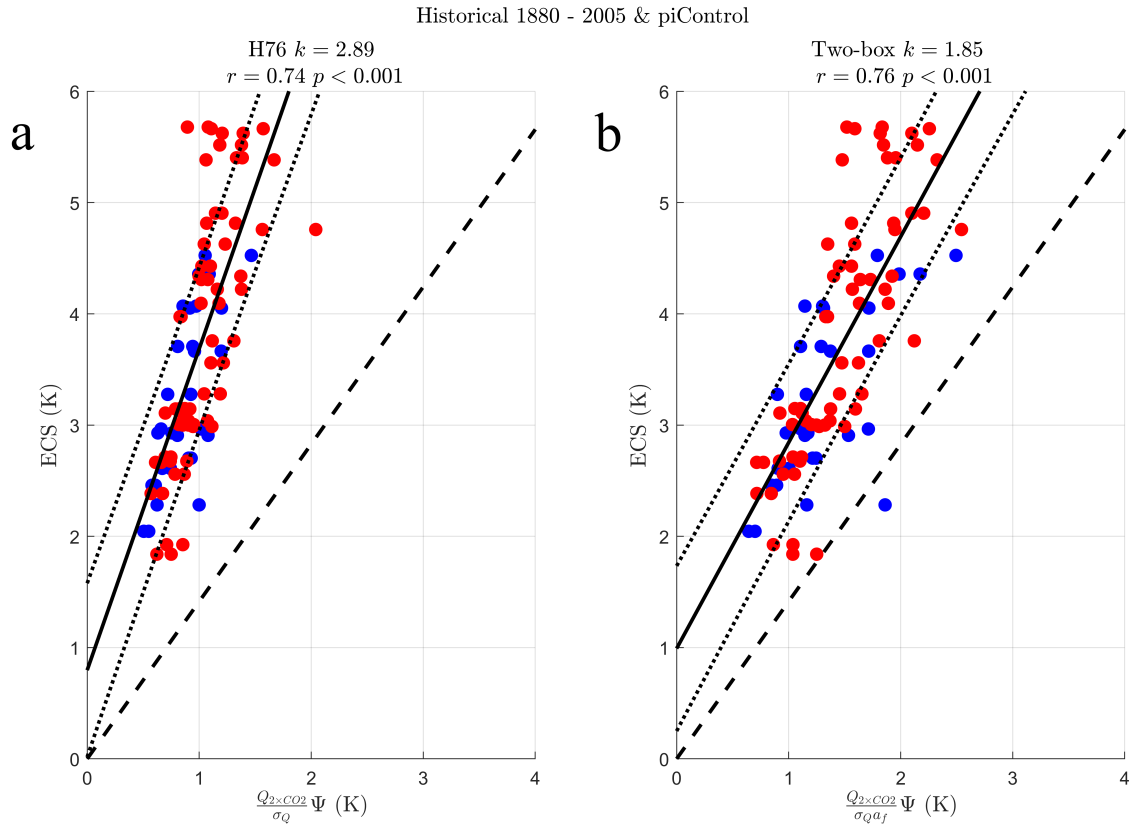 Historical 1880 - 2005 & piControl
H76 k = 2.89
r = 0.74 p < 0.001
a
6
5
4
3
2
1
0
ECS (K)
0 1 2 3 4
Q2×CO2/σQ Ψ (K)
Two-box k = 1.85
r = 0.76 p < 0.001
b
6
5
4
3
2
1
0
ECS (K)
0 1 2 3 4
Q2×CO2/σQaf Ψ (K)